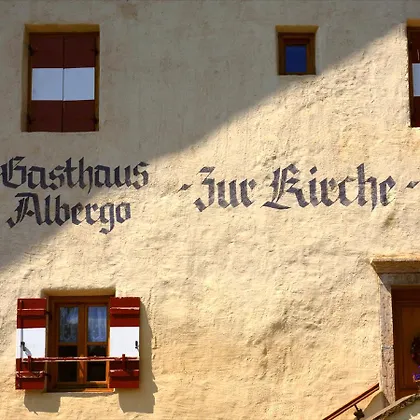 Gasthaus
Albergo
- Zur Kirche -